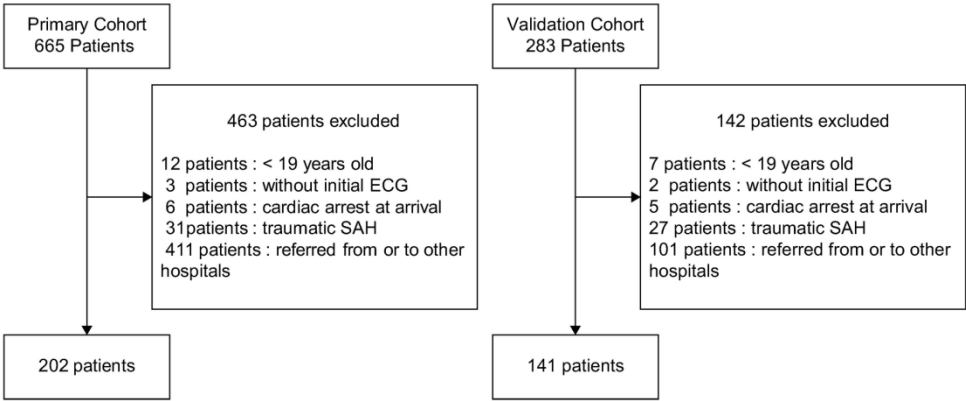 Primary Cohort
665 Patients
463 patients excluded
12 patients : < 19 years old
3 patients : without initial ECG
6 patients : cardiac arrest at arrival
31patients : traumatic SAH
411 patients : referred from or to other
hospitals
202 patients
Validation Cohort
283 Patients
142 patients excluded
7 patients : < 19 years old
2 patients : without initial ECG
5 patients : cardiac arrest at arrival
27 patients : traumatic SAH
101 patients : referred from or to other
hospitals
141 patients